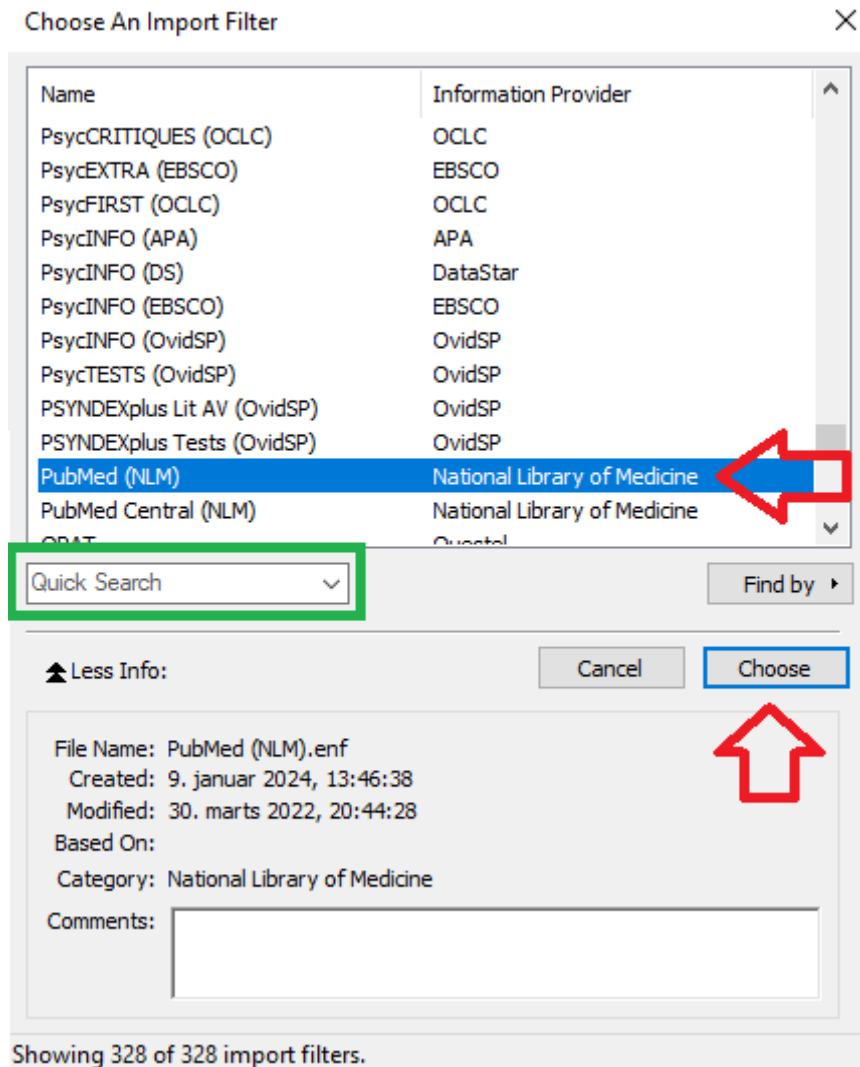 Choose An Import Filter
Name Information Provider
PsycCRITIQUES (OCLC) OCLC
PsycEXTRA (EBSCO) EBSCO
PsycFIRST (OCLC) OCLC
PsycINFO (APA) APA
PsycINFO (DS) DataStar
PsycINFO (EBSCO) EBSCO
PsycINFO (OvidSP) OvidSP
PsycTESTS (OvidSP) OvidSP
PSYNDEXplus Lit AV (OvidSP) OvidSP
PSYNDEXplus Tests (OvidSP) OvidSP
PubMed (NLM) National Library of Medicine
PubMed Central (NLM) National Library of Medicine
Questel
Quick Search Find by
Less Info: Cancel Choose
File Name: PubMed (NLM).enf
Created: 9. januar 2024, 13:46:38
Modified: 30. marts 2022, 20:44:28
Based On:
Category: National Library of Medicine
Comments:
Showing 328 of 328 import filters.